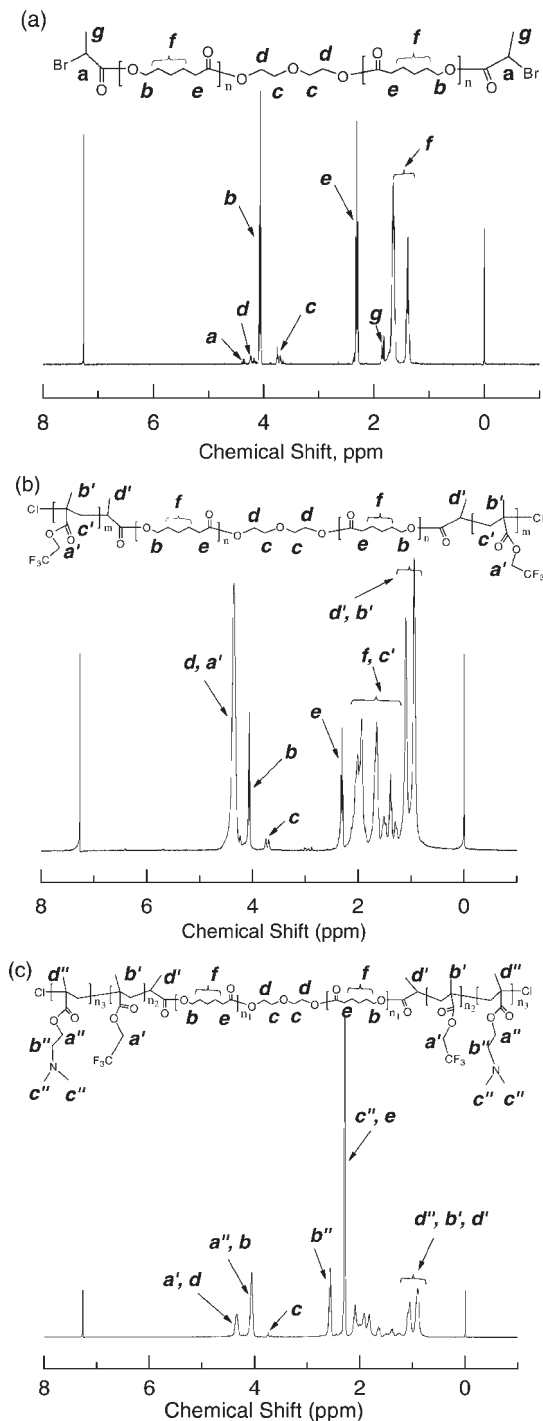 (a)
g f d d f g
Br a O O n O O O O n O a Br
b e c c e b
f
b
e
d
c
g
a
8 6 4 2 0
Chemical Shift, ppm
(b)
b' d' f d d f d' b'
Cl m O O n O O O O n O m Cl
c' O O b e c c e b c' O O
F₃C a' a' CF₃
d', b'
f, c'
d, a'
e
b
c
8 6 4 2 0
Chemical Shift (ppm)
(c)
d'' b' d' f d d f d' b' d''
Cl n₃ n₂ O O n₁ O O O O n₁ O n₂ n₃ Cl
b e c c e b
a'' a' a' a''
b'' F₃C CF₃ b''
N N
c'' c'' c'' c''
c'', e
a'', b
b''
d'', b', d'
a', d
c
8 6 4 2 0
Chemical Shift (ppm)